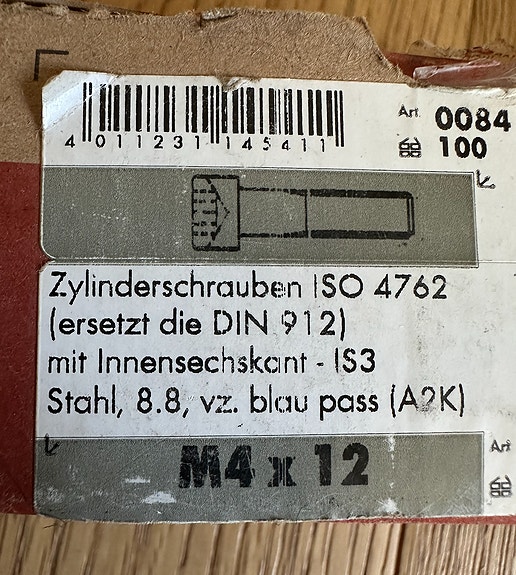 Art 0084
4 011231 145411
100
Zylinderschrauben ISO 4762
(ersetzt die DIN 912)
mit Innensechskant - IS3
Stahl, 8.8, vz. blau pass (A2K)
M4 x 12
Art